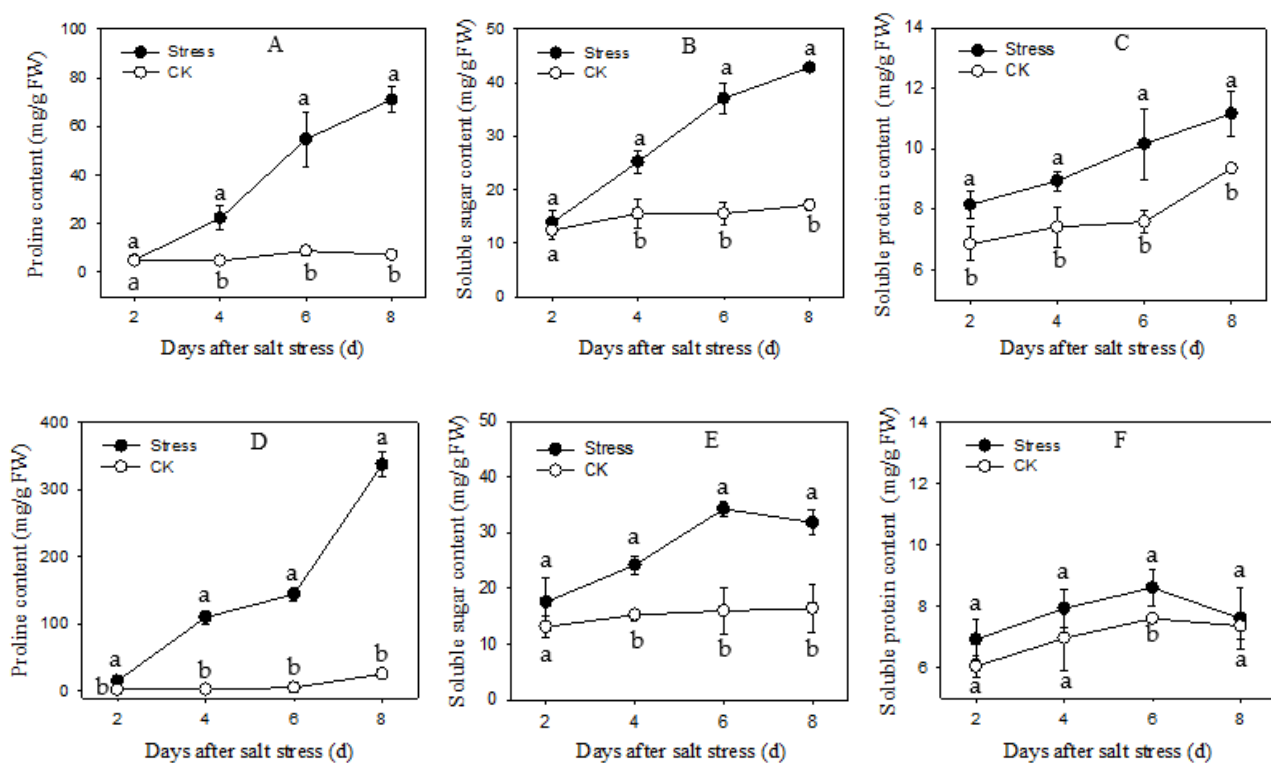 A
Stress
CK
Proline content (mg/g FW)
100
80
60
40
20
0
a
a
a
a
a
b
b
b
2
4
6
8
Days after salt stress (d)
B
Stress
CK
Soluble sugar content (mg/g FW)
50
40
30
20
10
0
a
a
a
a
a
b
b
b
2
4
6
8
Days after salt stress (d)
C
Stress
CK
Soluble protein content (mg/g FW)
14
12
10
8
6
a
a
a
a
b
b
b
b
2
4
6
8
Days after salt stress (d)
D
Stress
CK
Proline content (mg/g FW)
400
300
200
100
0
a
a
a
a
b
b
b
b
2
4
6
8
Days after salt stress (d)
E
Stress
CK
Soluble sugar content (mg/g FW)
50
40
30
20
10
0
a
a
a
a
a
b
b
b
2
4
6
8
Days after salt stress (d)
F
Stress
CK
Soluble protein content (mg/g FW)
14
12
10
8
6
a
a
a
a
a
a
b
a
2
4
6
8
Days after salt stress (d)